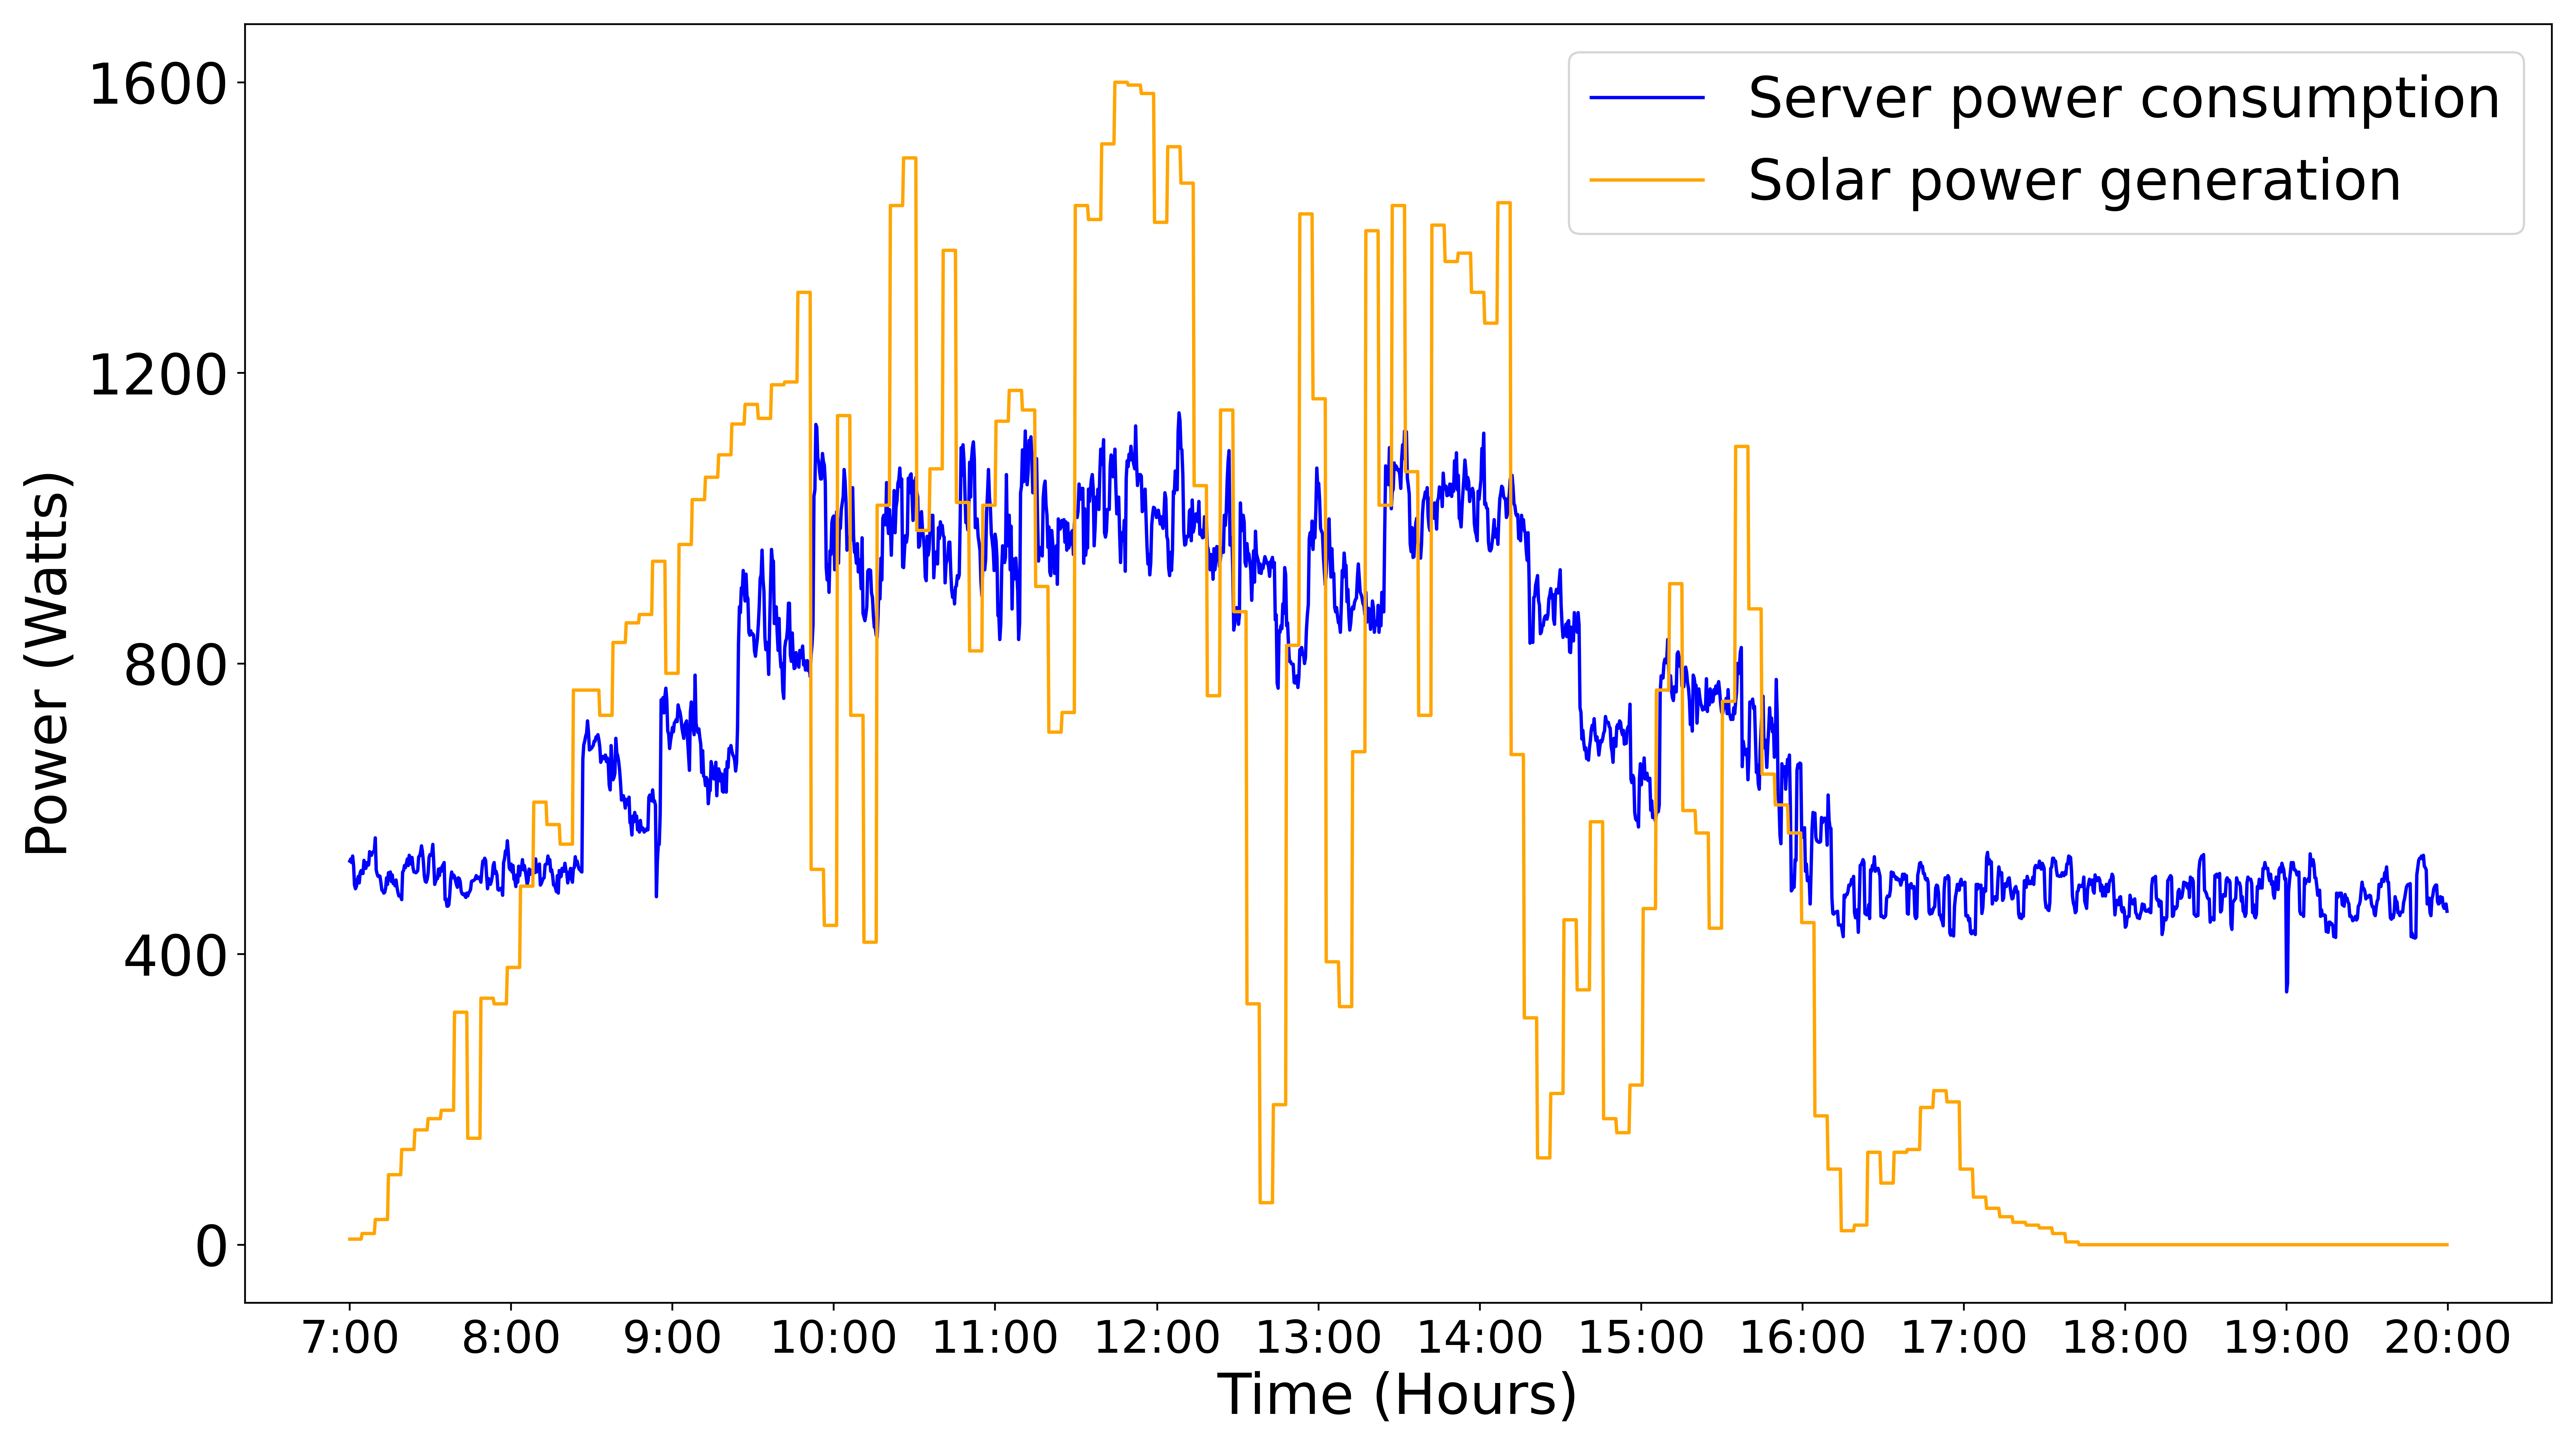 Server power consumption
Solar power generation
Power (Watts)
1600
1200
800
400
0
7:00 8:00 9:00 10:00 11:00 12:00 13:00 14:00 15:00 16:00 17:00 18:00 19:00 20:00
Time (Hours)